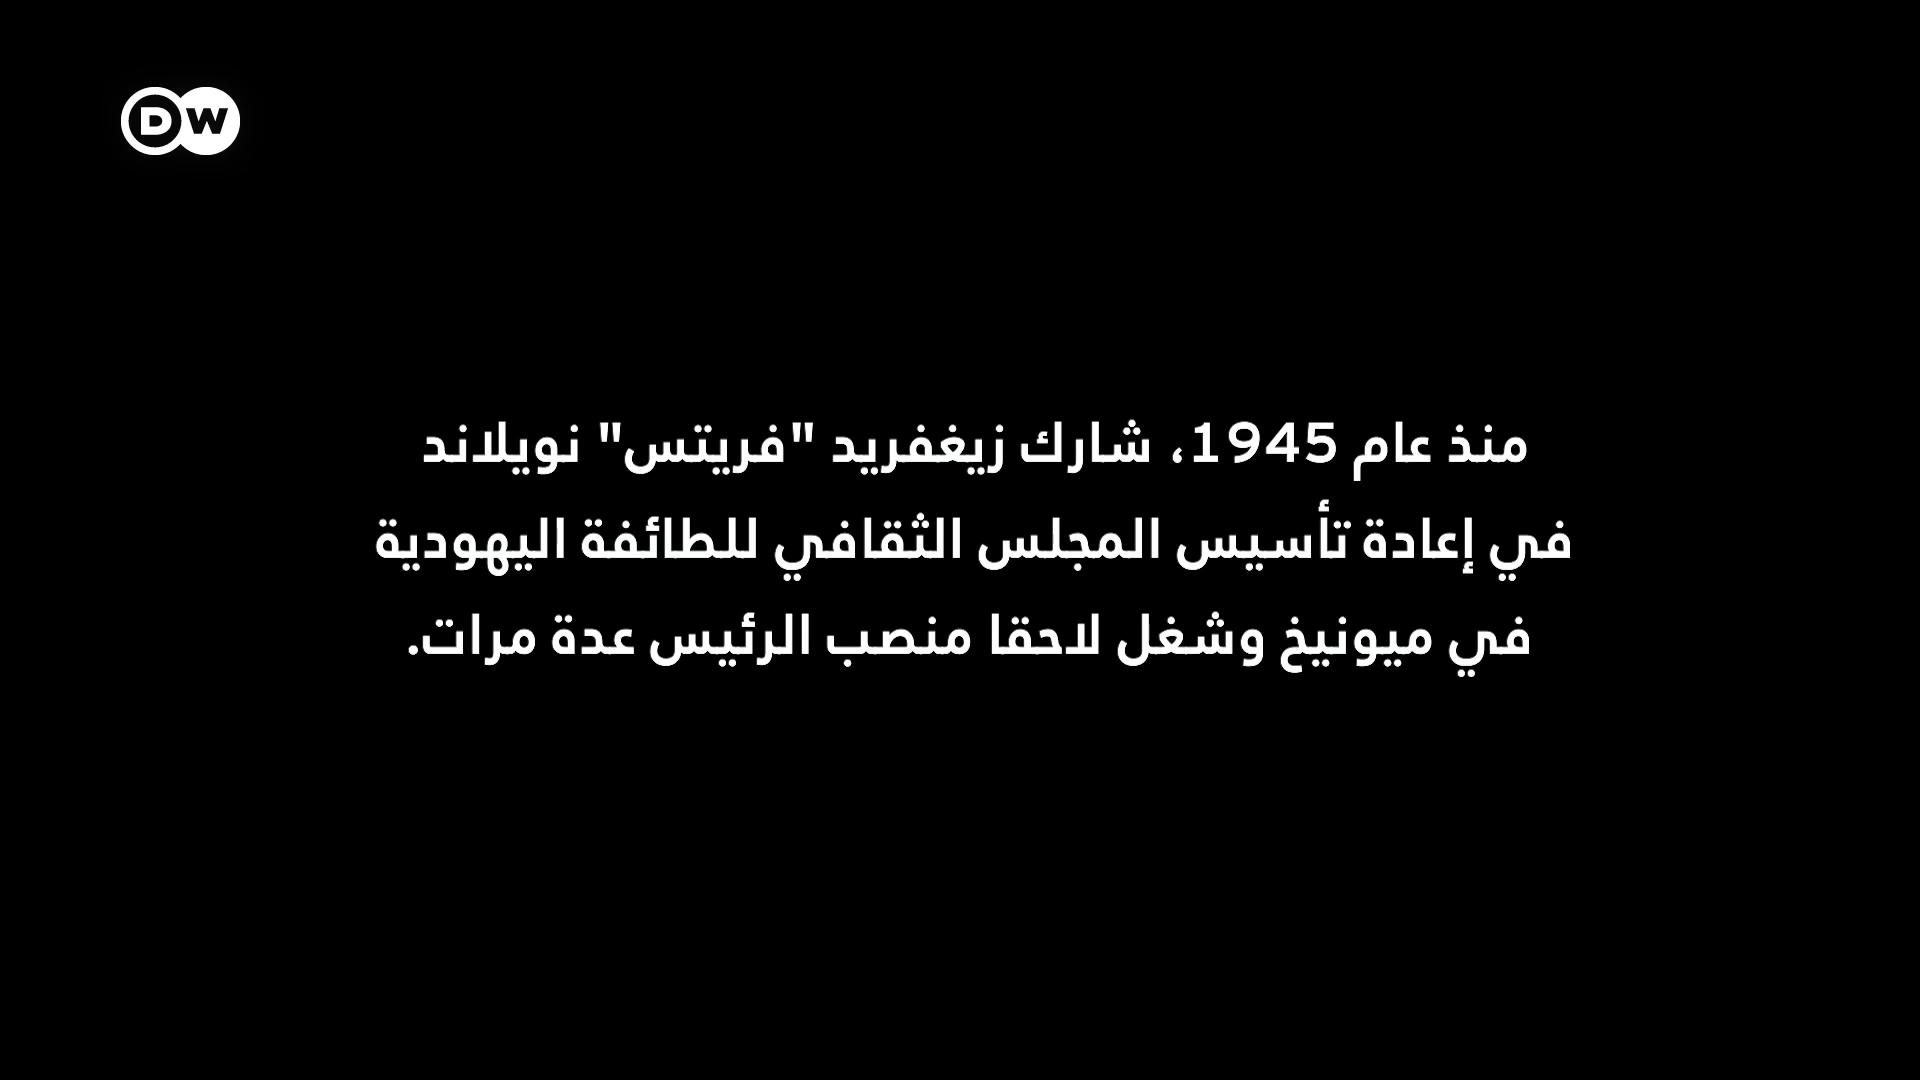 DW
منذ عام 1945، شارك زيغفريد "فريتس" نويلاند
في إعادة تأسيس المجلس الثقافي للطائفة اليهودية
في ميونيخ وشغل لاحقا منصب الرئيس عدة مرات.